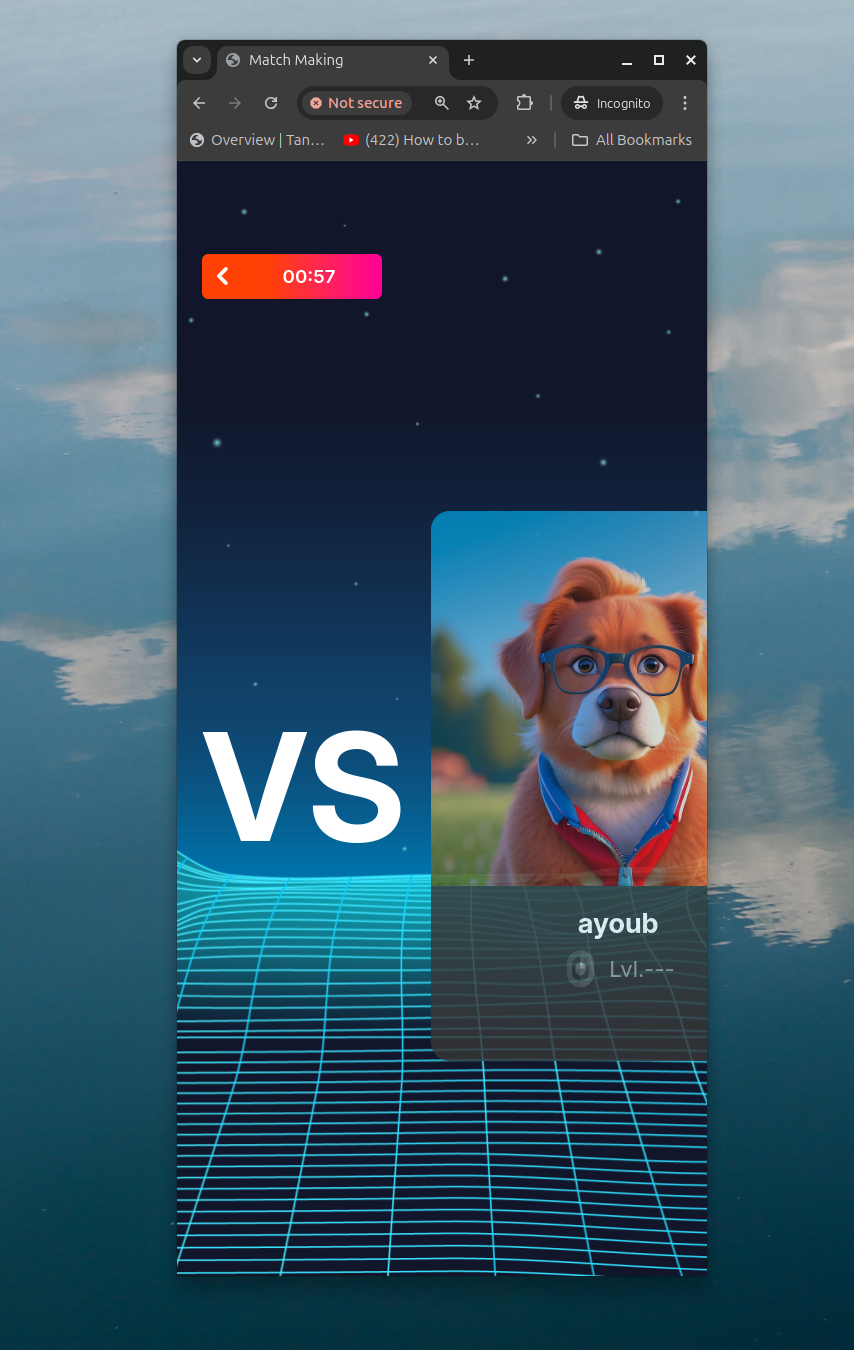 Match Making
Not secure
Incognito
Overview | Tan...
(422) How to b...
All Bookmarks
00:57
VS
ayoub
Lvl.---